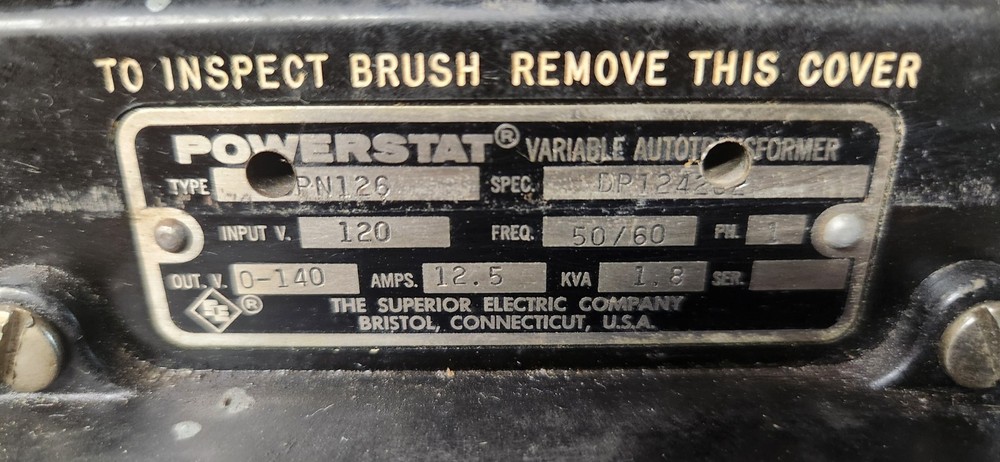 TO INSPECT BRUSH REMOVE THIS COVER
POWERSTAT® VARIABLE
TYPE PN126 SPEC.
INPUT V. 120 FREQ. 50/60 PH. 1
OUT. V. 0-140 AMPS. 12.5 KVA 1.8 SER.
SE ® THE SUPERIOR ELECTRIC COMPANY
BRISTOL, CONNECTICUT, U.S.A.